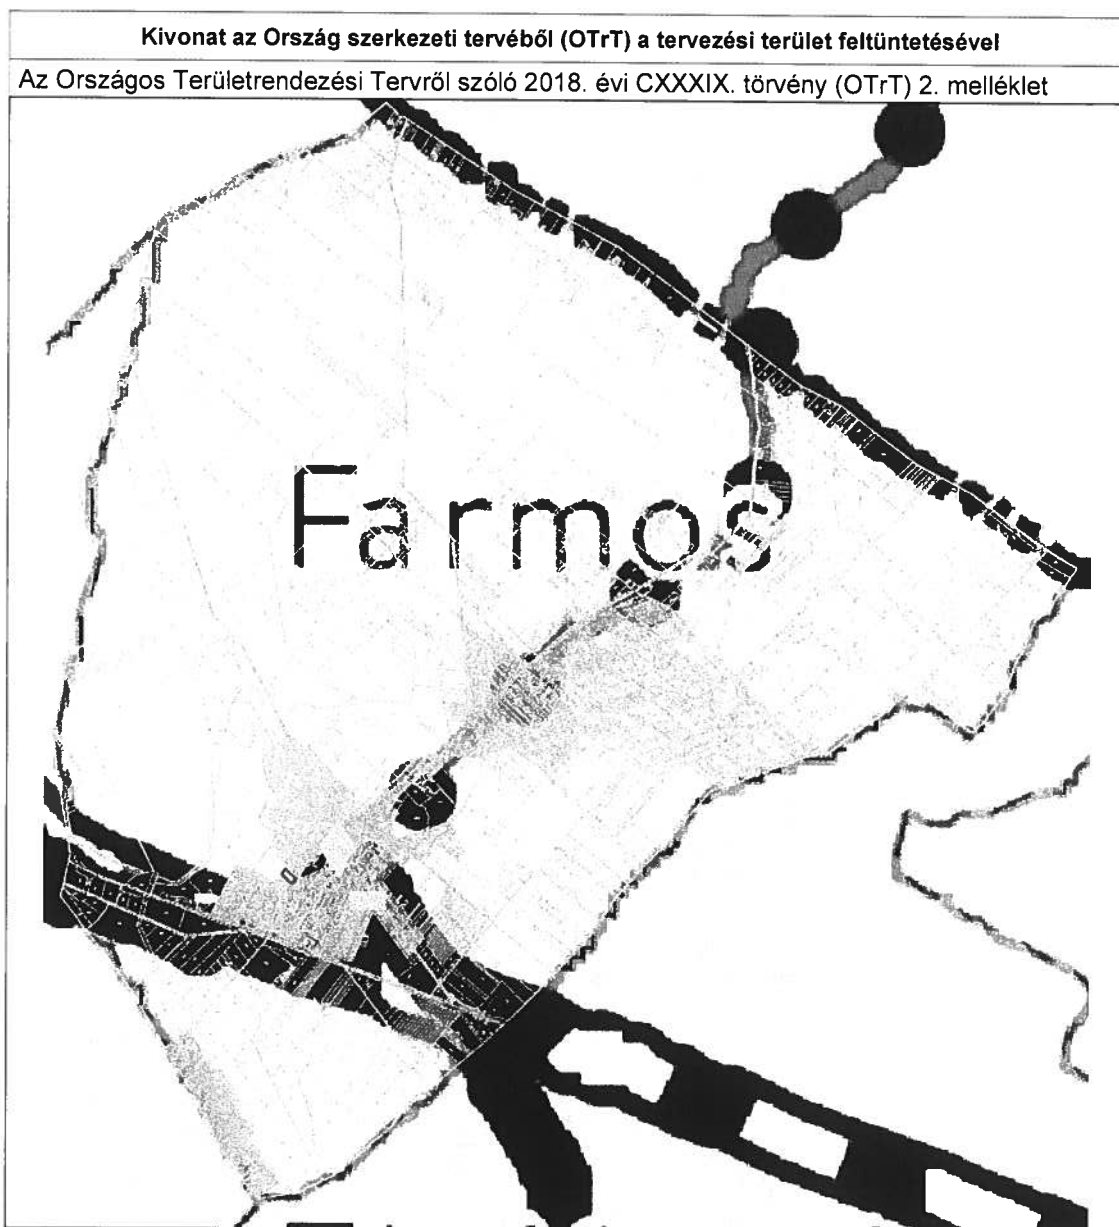 Kivonat az Ország szerkezeti tervéből (OTrT) a tervezési terület feltüntetésével
Az Országos Területrendezési Tervről szóló 2018. évi CXXXIX. törvény (OTrT) 2. melléklet
Farmos